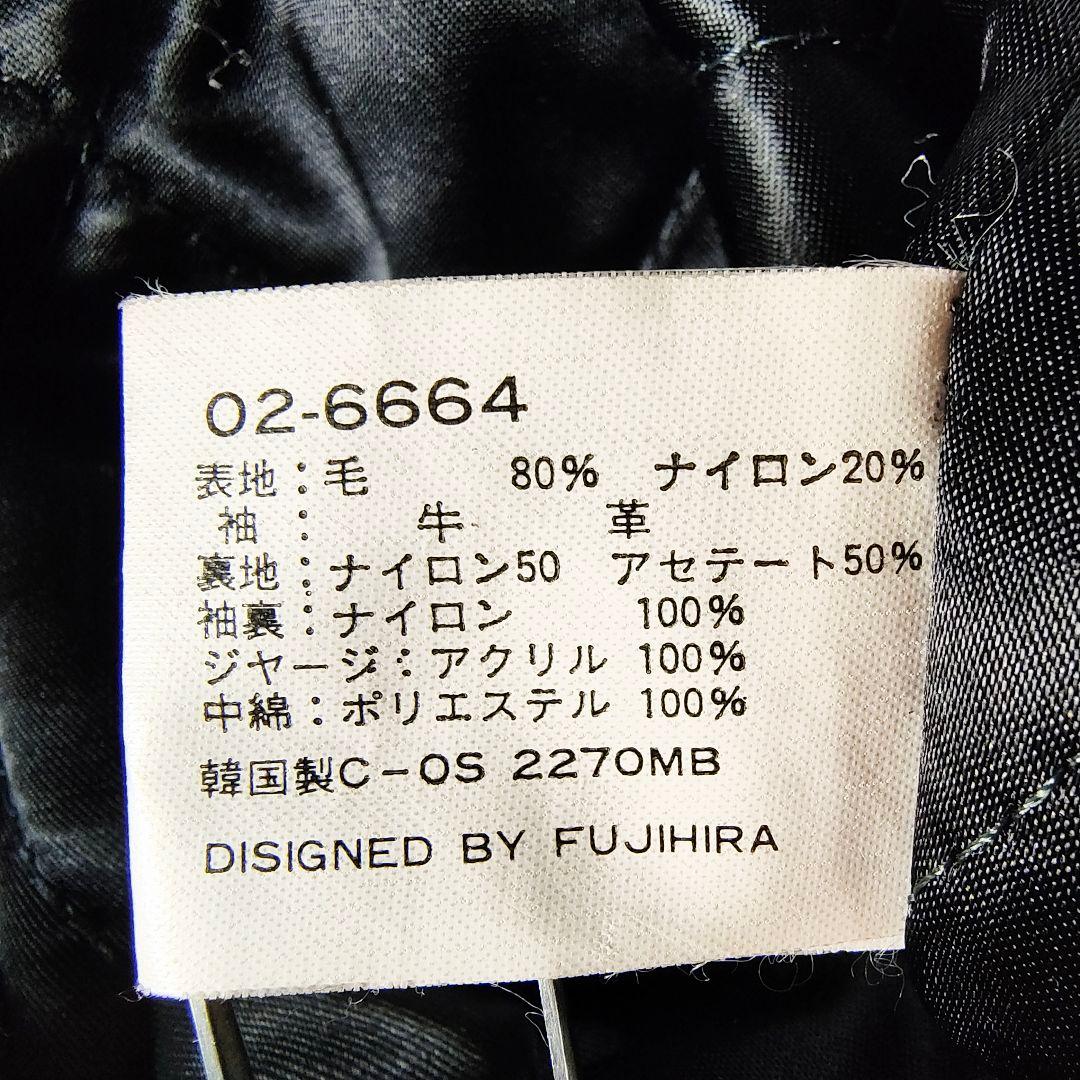 02-6664
表地：毛 80% ナイロン20%
袖 ： 牛 革
裏地：ナイロン50 アセテート50%
袖裏：ナイロン 100%
ジャージ：アクリル 100%
中綿：ポリエステル 100%
韓国製C-OS 2270MB
DISIGNED BY FUJIHIRA